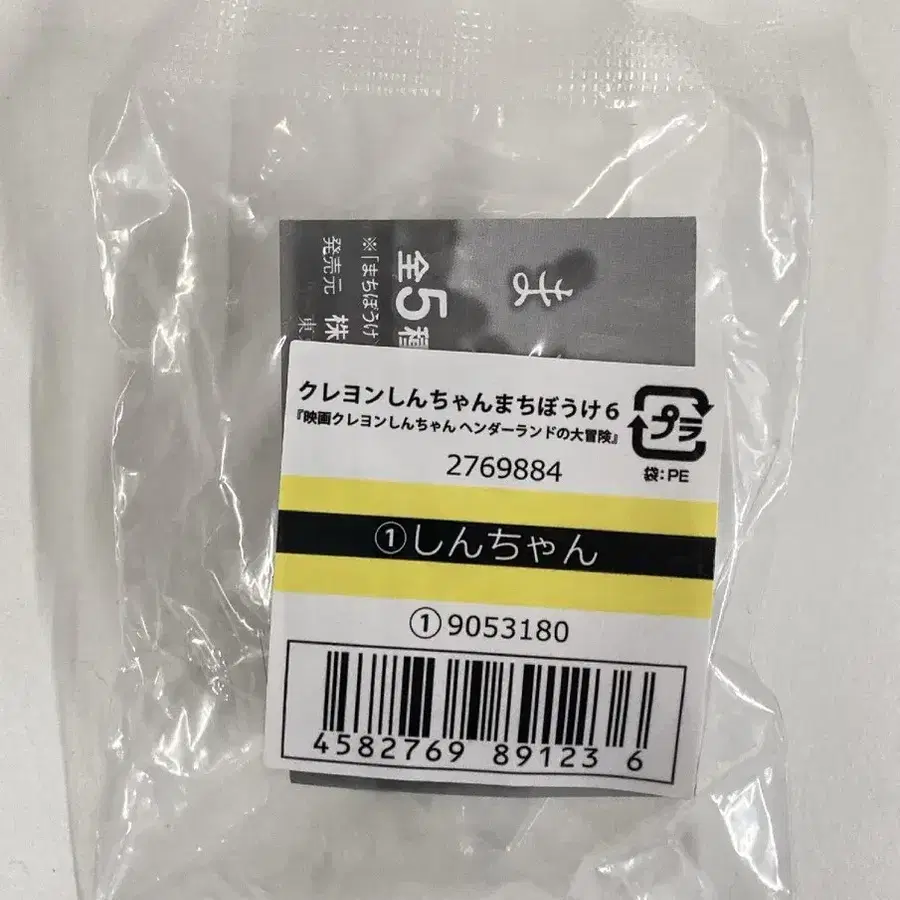 ま
全5種
※「まちぼうけ
発売元 株
東
クレヨンしんちゃんまちぼうけ6
『映画クレヨンしんちゃん ヘンダーランドの大冒険』
プラ
袋:PE
2769884
①しんちゃん
①9053180
4582769 89123 6